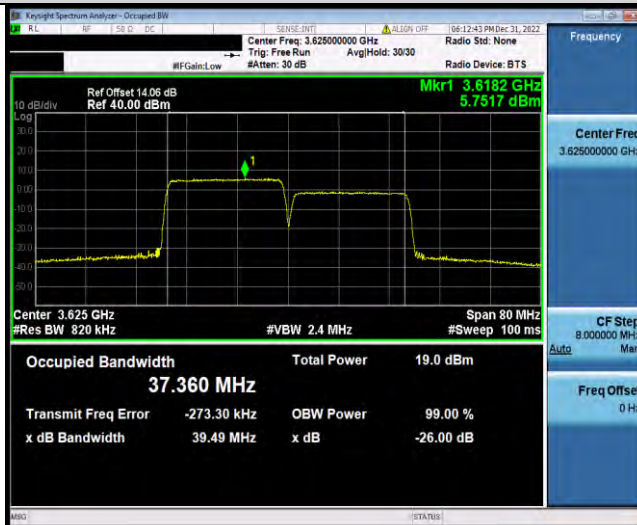 Keysight Spectrum Analyzer - Occupied BW
RL RF 50 Ω DC SENSE:INT ALIGN OFF 06:12:43 PM Dec 31, 2022
Center Freq: 3.625000000 GHz Radio Std: None
Trig: Free Run Avg|Hold: 30/30
#IFGain:Low #Atten: 30 dB Radio Device: BTS
Frequency
Mkr1 3.6182 GHz
5.7517 dBm
Ref Offset 14.06 dB
10 dB/div Ref 40.00 dBm
Log
30.0
20.0
10.0
0.00
-10.0
-20.0
-30.0
-40.0
-50.0
1
Center Freq
3.625000000 GHz
Center 3.625 GHz Span 80 MHz
#Res BW 820 kHz #VBW 2.4 MHz #Sweep 100 ms
CF Step
8.000000 MHz
Auto Man
Occupied Bandwidth Total Power 19.0 dBm
37.360 MHz
Transmit Freq Error -273.30 kHz OBW Power 99.00 %
x dB Bandwidth 39.49 MHz x dB -26.00 dB
Freq Offset
0 Hz
MSG STATUS